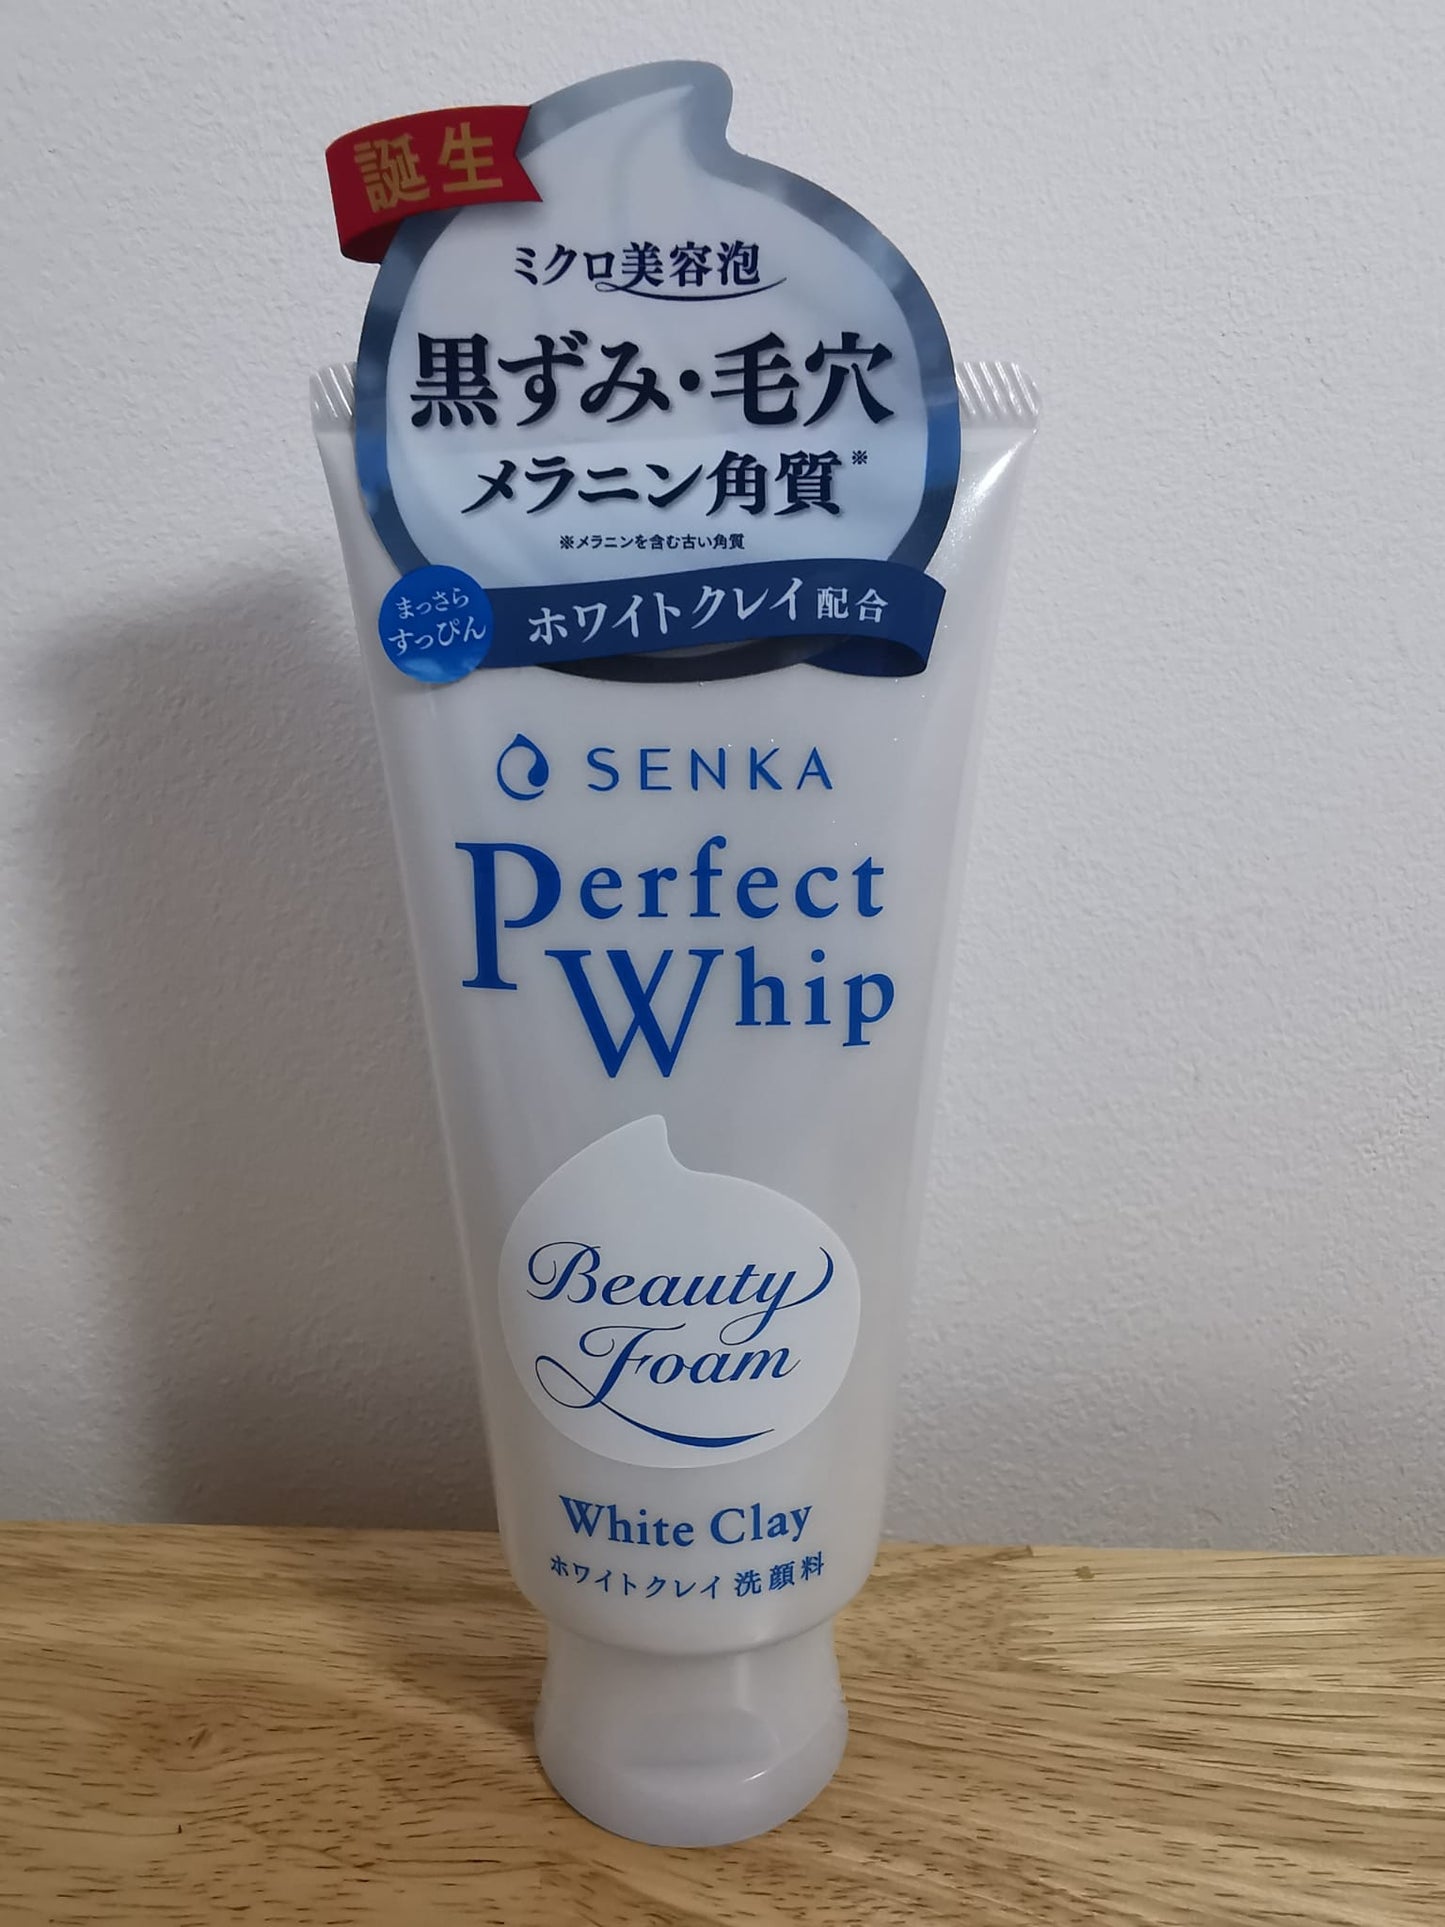 誕生
ミクロ美容泡
黒ずみ・毛穴
メラニン角質※
※メラニンを含む古い角質
まっさら
すっぴん
ホワイトクレイ配合
SENKA
Perfect
Whip
Beauty
Foam
White Clay
ホワイトクレイ 洗顔料